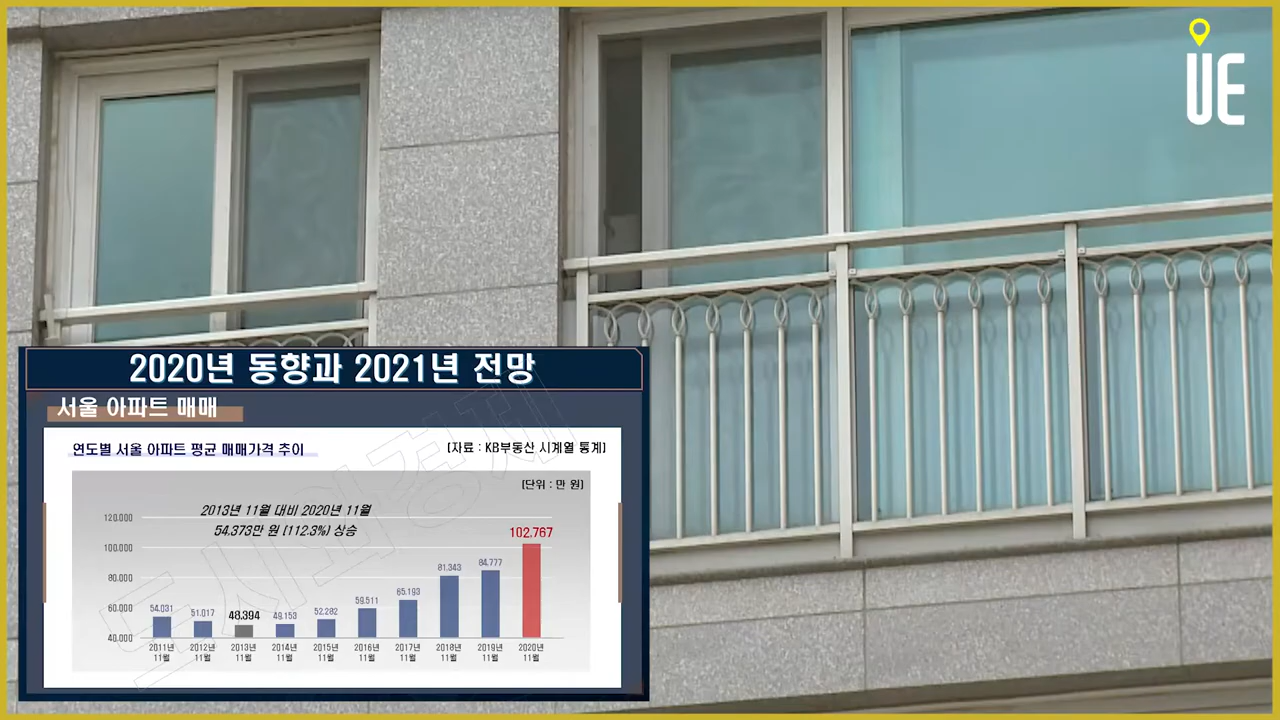 UE
2020년 동향과 2021년 전망
서울 아파트 매매
연도별 서울 아파트 평균 매매가격 추이
[자료 : KB부동산 시계열 통계]
[단위 : 만 원]
2013년 11월 대비 2020년 11월
54,373만 원 (112.3%) 상승
120,000
100,000
80,000
60,000
40,000
54,031
51,017
48,394
49,153
52,282
59,511
65,193
81,343
84,777
102,767
2011년 11월
2012년 11월
2013년 11월
2014년 11월
2015년 11월
2016년 11월
2017년 11월
2018년 11월
2019년 11월
2020년 11월
도시와경제